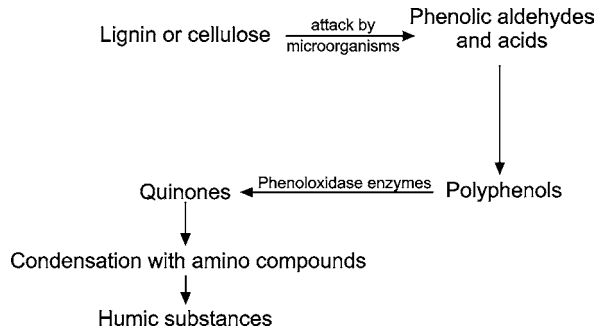 Lignin or cellulose
attack by
microorganisms
Phenolic aldehydes
and acids
Polyphenols
Phenoloxidase enzymes
Quinones
Condensation with amino compounds
Humic substances